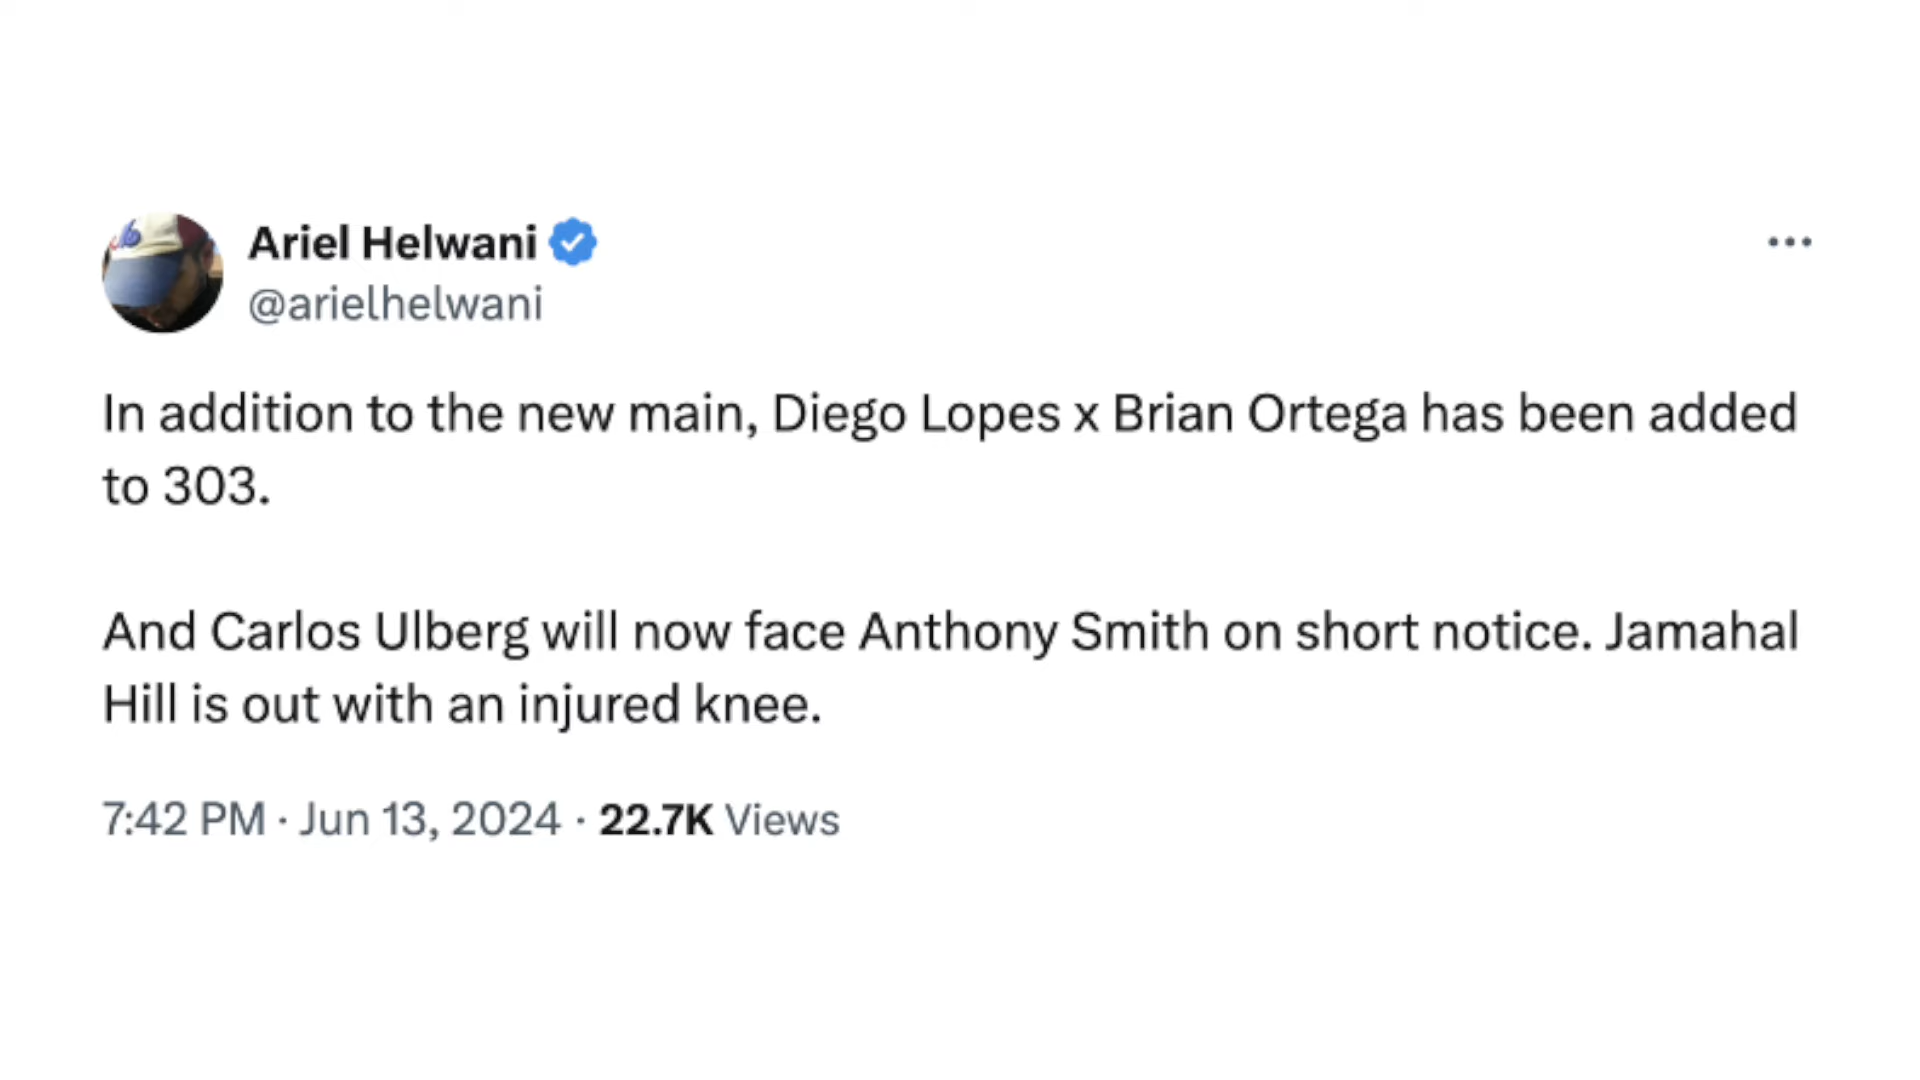 Ariel Helwani
@arielhelwani
In addition to the new main, Diego Lopes x Brian Ortega has been added
to 303.
And Carlos Ulberg will now face Anthony Smith on short notice. Jamahal
Hill is out with an injured knee.
7:42 PM · Jun 13, 2024 · 22.7K Views